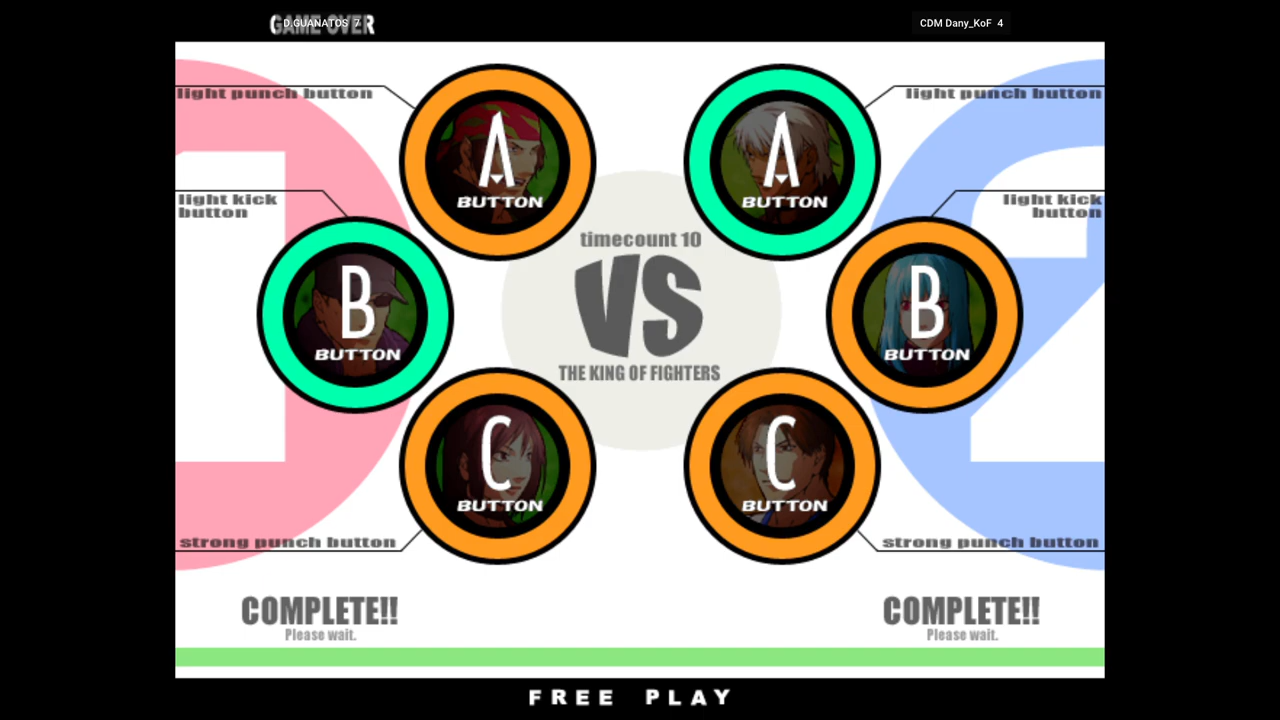 GAME OVER
D.GUANATOS 7
CDM Dany_KoF 4
light punch button
light punch button
A
BUTTON
A
BUTTON
light kick
button
light kick
button
timecount 10
VS
THE KING OF FIGHTERS
B
BUTTON
B
BUTTON
1
2
C
BUTTON
C
BUTTON
strong punch button
strong punch button
COMPLETE!!
Please wait.
COMPLETE!!
Please wait.
FREE PLAY